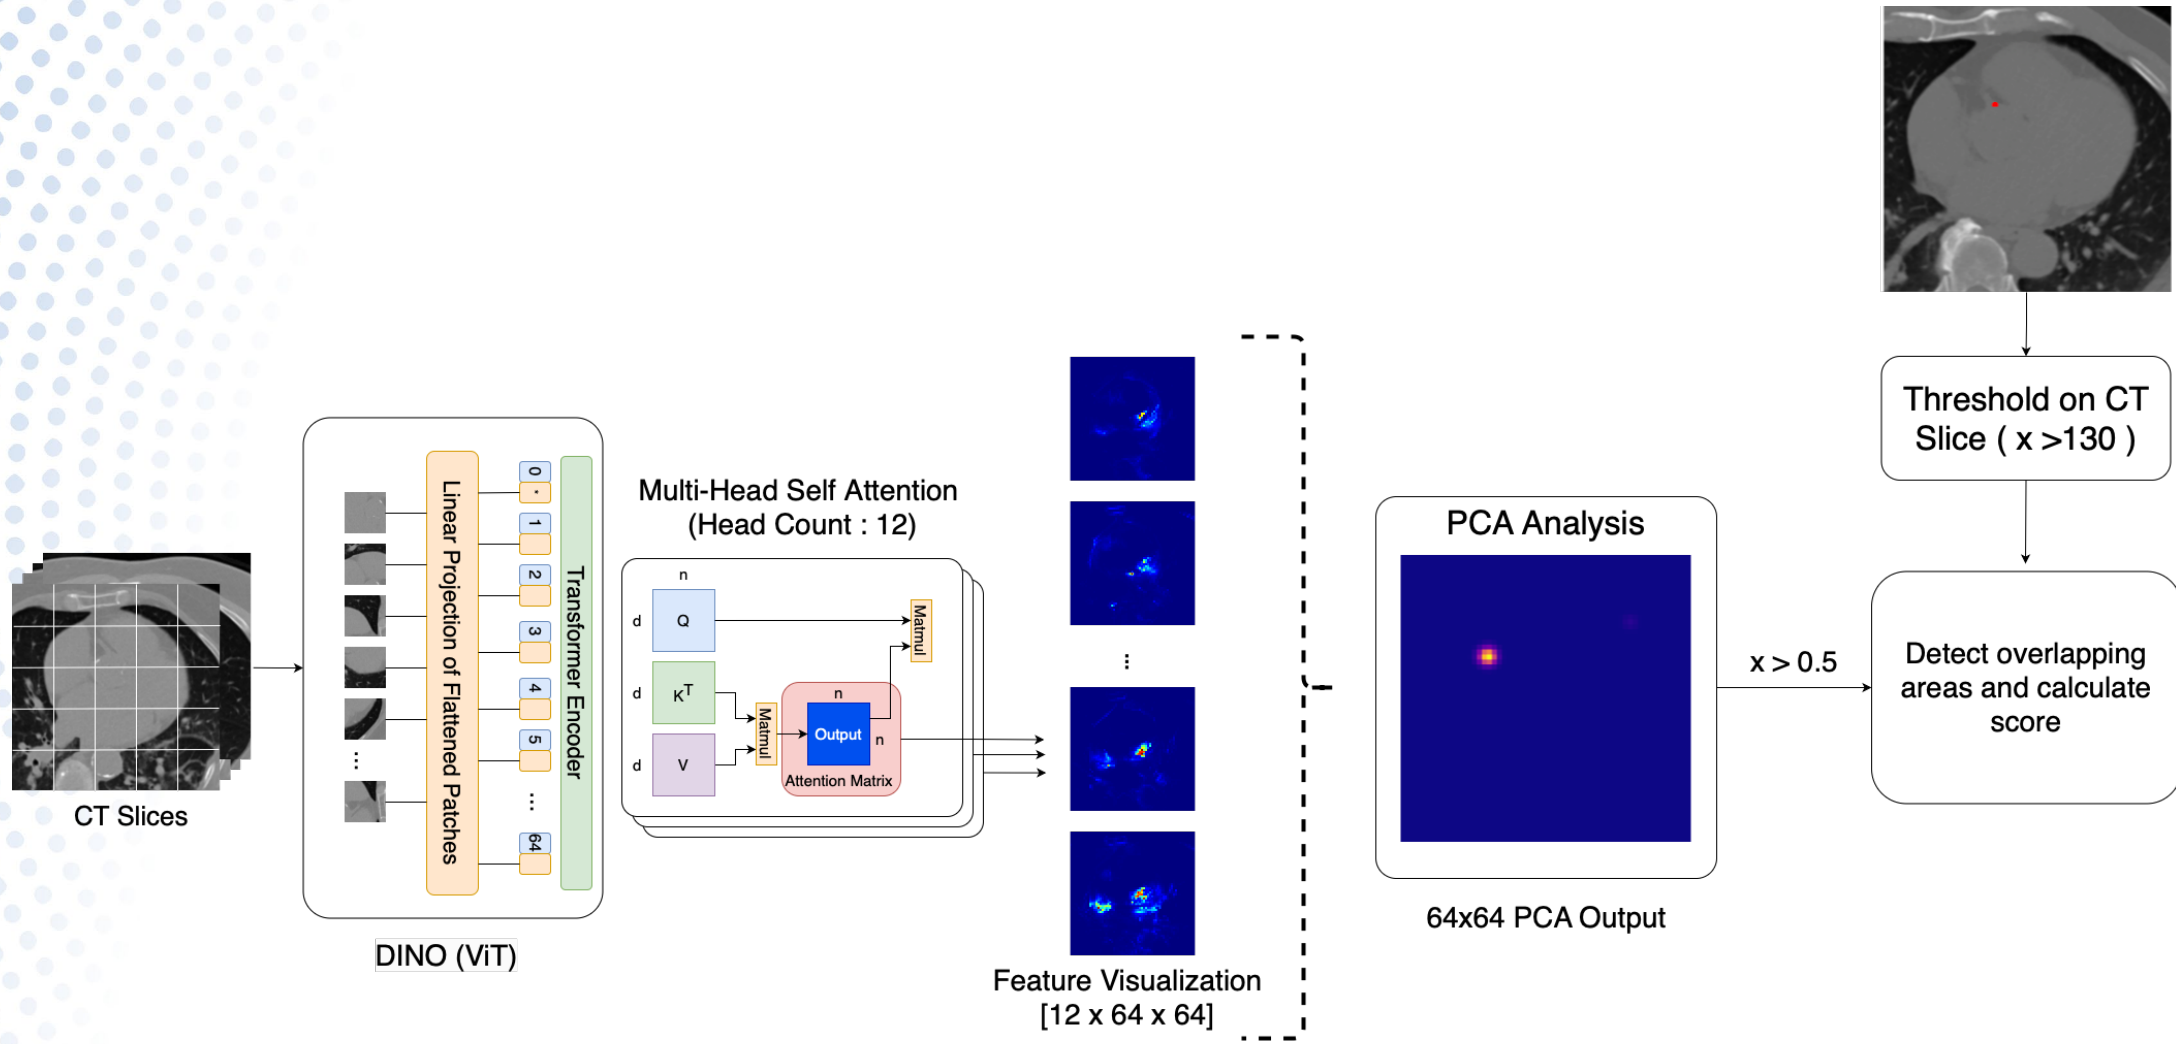 CT Slices
Linear Projection of Flattened Patches
0
*
1
2
3
4
5
...
64
...
Transformer Encoder
DINO (ViT)
Multi-Head Self Attention
(Head Count : 12)
n
d
Q
d
KT
d
V
Matmul
n
Output
n
Attention Matrix
Matmul
...
Feature Visualization
[12 x 64 x 64]
PCA Analysis
64x64 PCA Output
x > 0.5
Threshold on CT
Slice ( x >130 )
Detect overlapping
areas and calculate
score